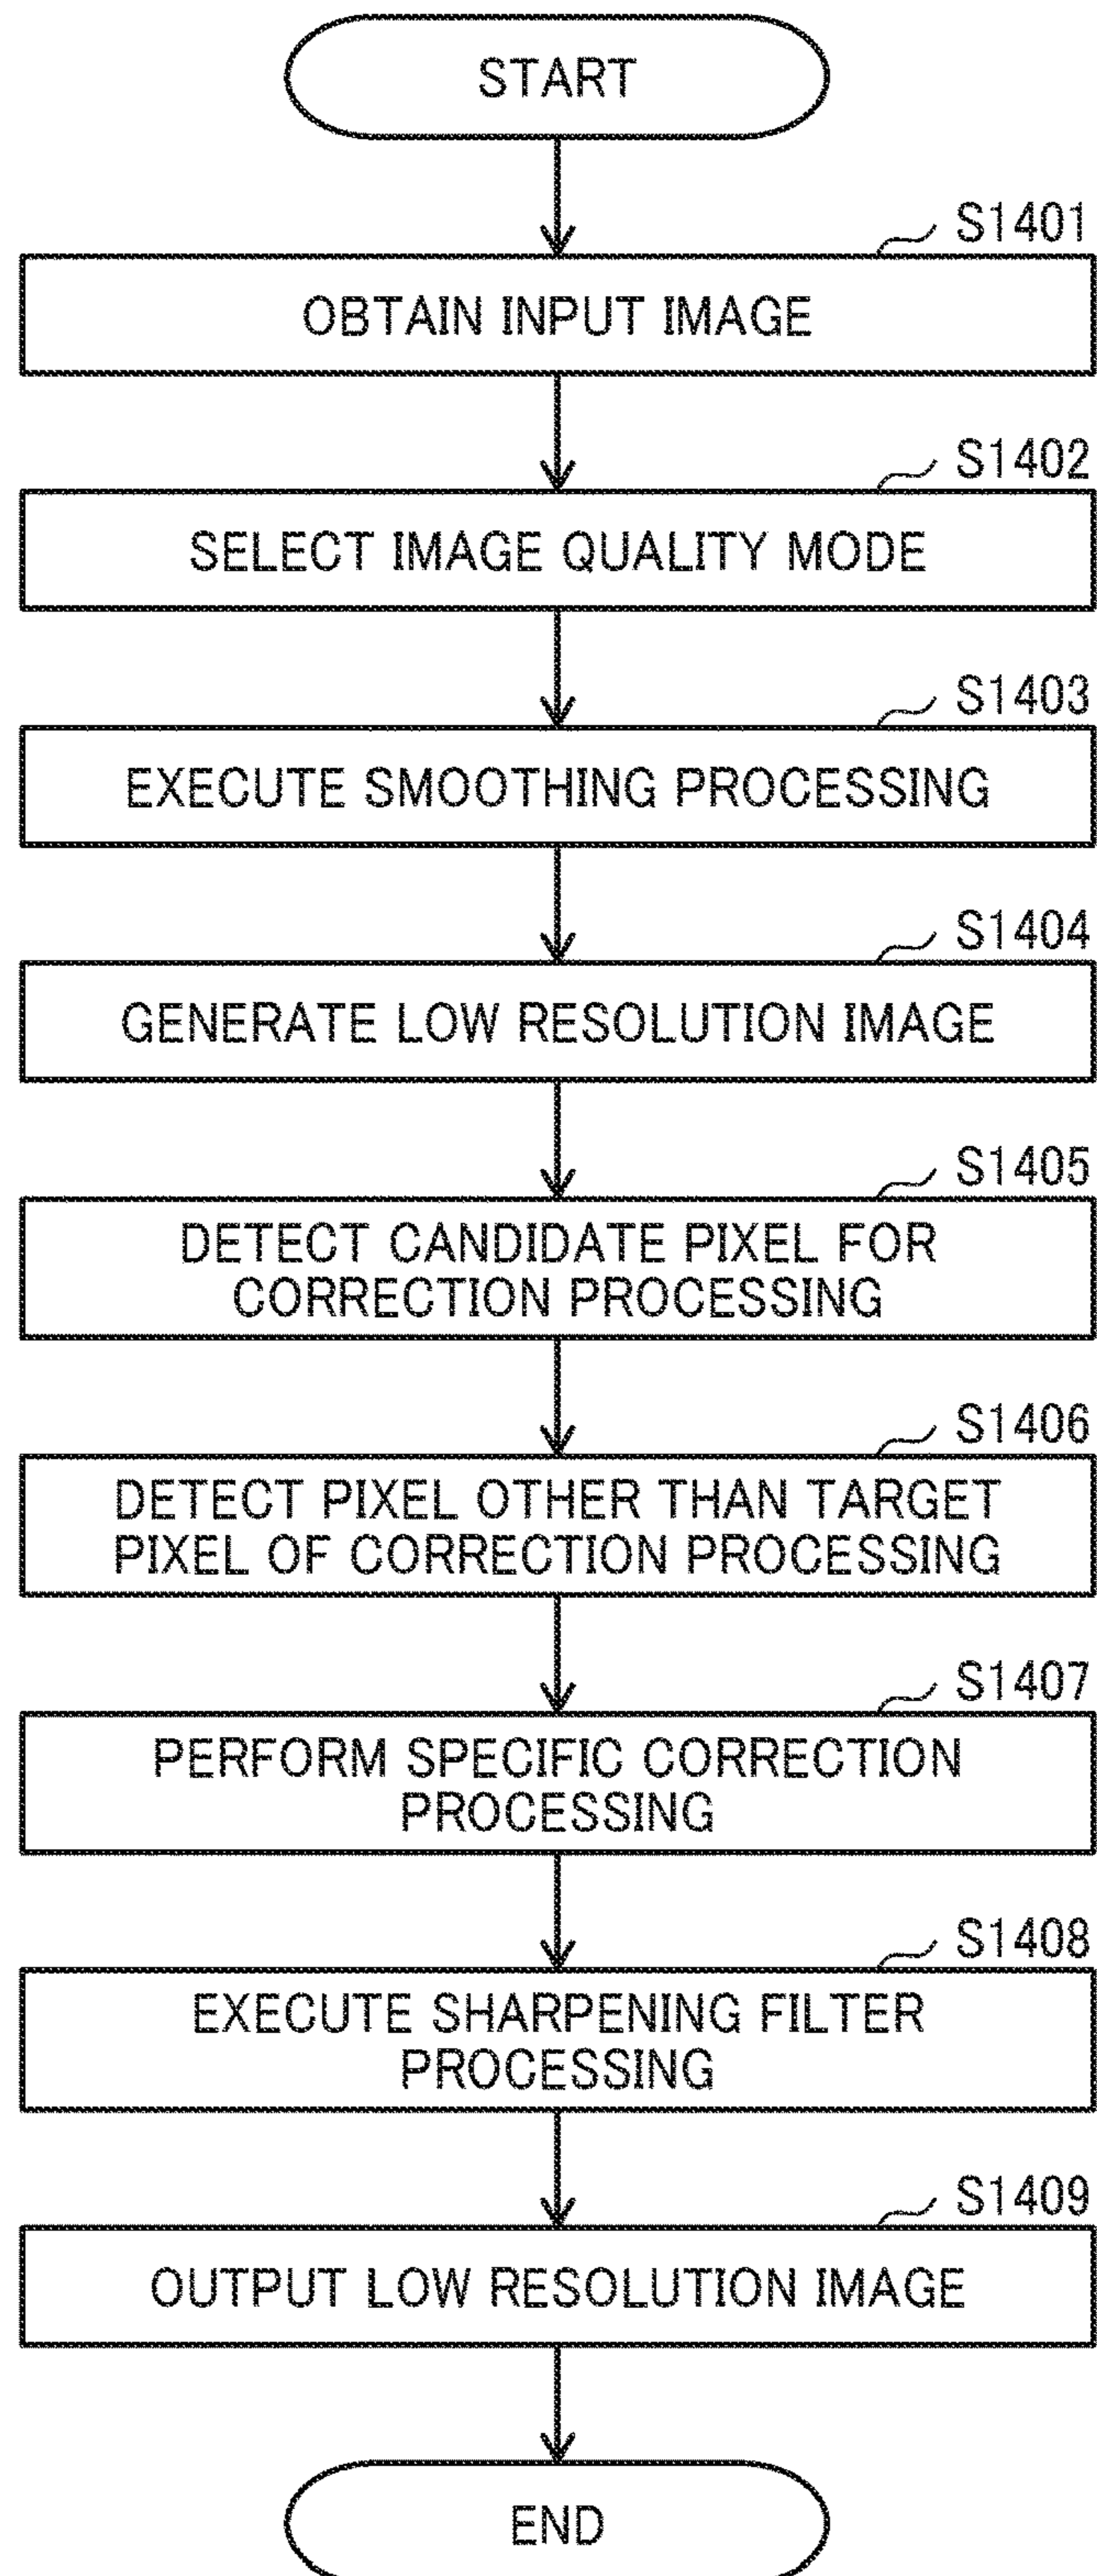 START
S1401
OBTAIN INPUT IMAGE
S1402
SELECT IMAGE QUALITY MODE
S1403
EXECUTE SMOOTHING PROCESSING
S1404
GENERATE LOW RESOLUTION IMAGE
S1405
DETECT CANDIDATE PIXEL FOR
CORRECTION PROCESSING
S1406
DETECT PIXEL OTHER THAN TARGET
PIXEL OF CORRECTION PROCESSING
S1407
PERFORM SPECIFIC CORRECTION
PROCESSING
S1408
EXECUTE SHARPENING FILTER
PROCESSING
S1409
OUTPUT LOW RESOLUTION IMAGE
END